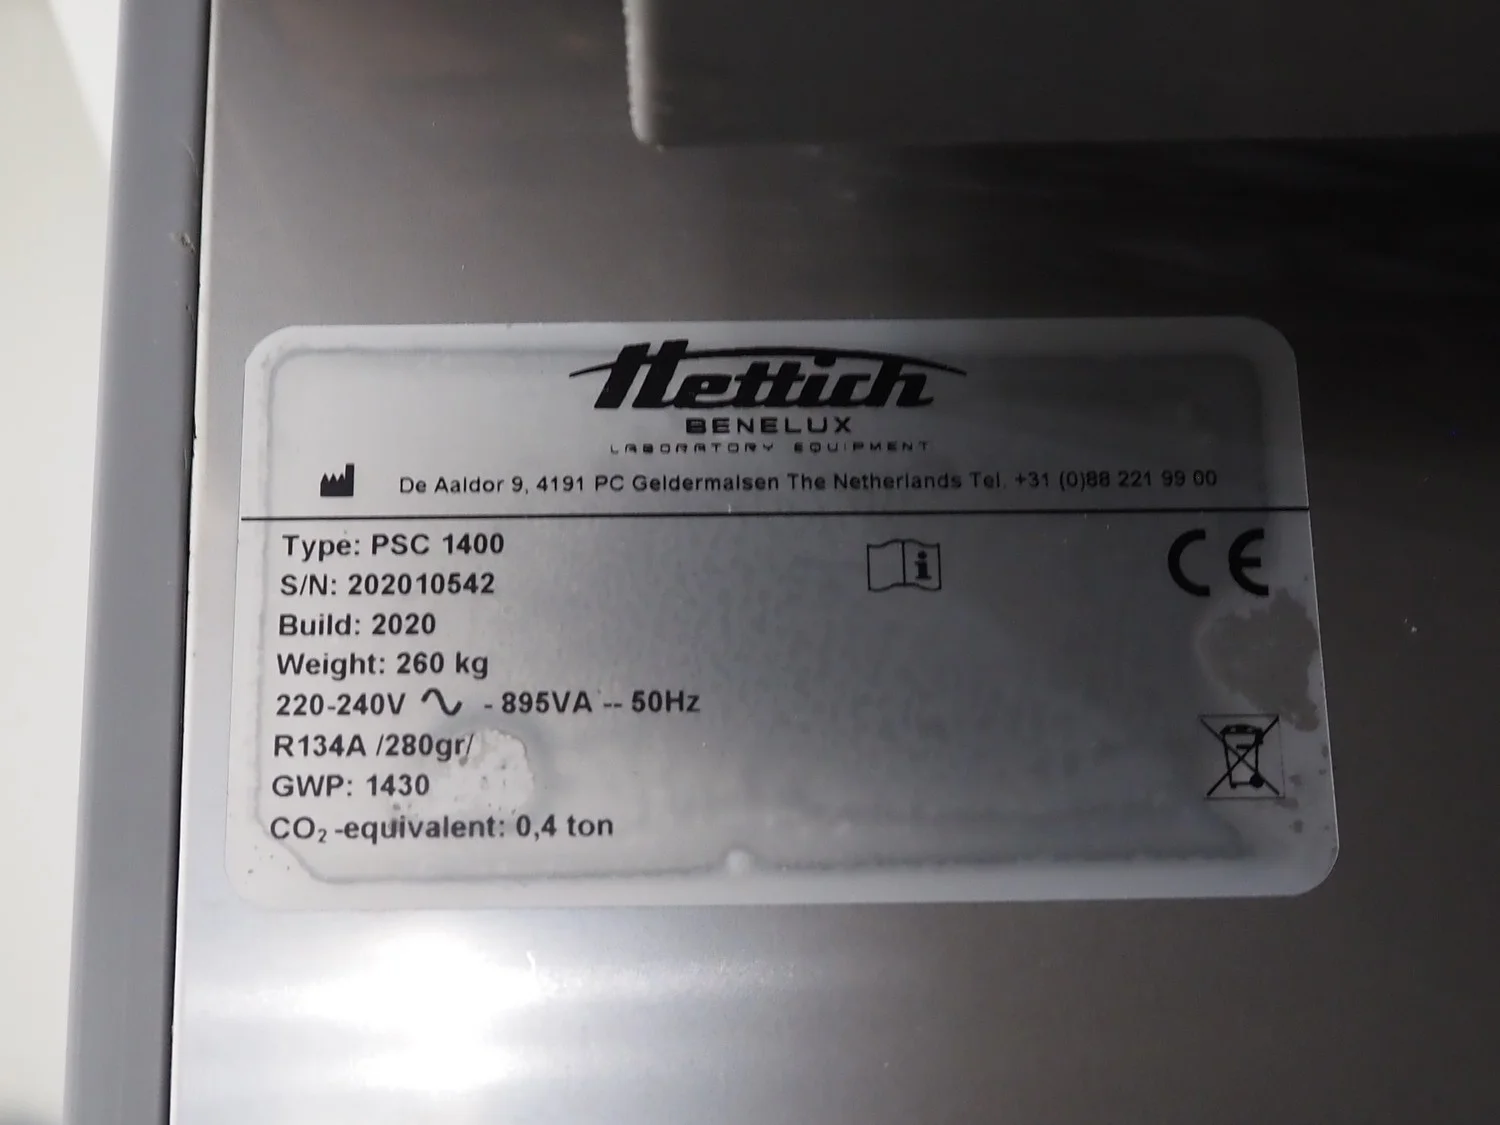 Hettich
BENELUX
LABORATORY EQUIPMENT
De Aaldor 9, 4191 PC Geldermalsen The Netherlands Tel. +31 (0)88 221 99 00
Type: PSC 1400
S/N: 202010542
Build: 2020
Weight: 260 kg
220-240V ∿ - 895VA -- 50Hz
R134A /280gr/
GWP: 1430
CO₂ -equivalent: 0,4 ton
i
CE